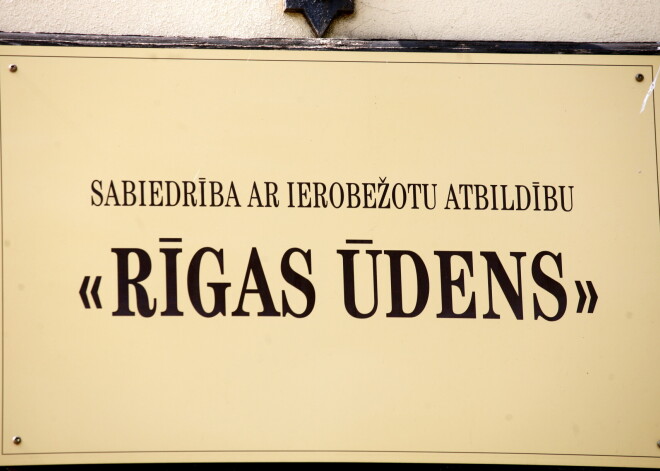 SABIEDRĪBA AR IEROBEŽOTU ATBILDĪBU
«RĪGAS ŪDENS»